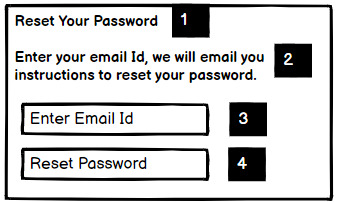 Reset Your Password 1
Enter your email Id, we will email you
instructions to reset your password. 2
Enter Email Id 3
Reset Password 4